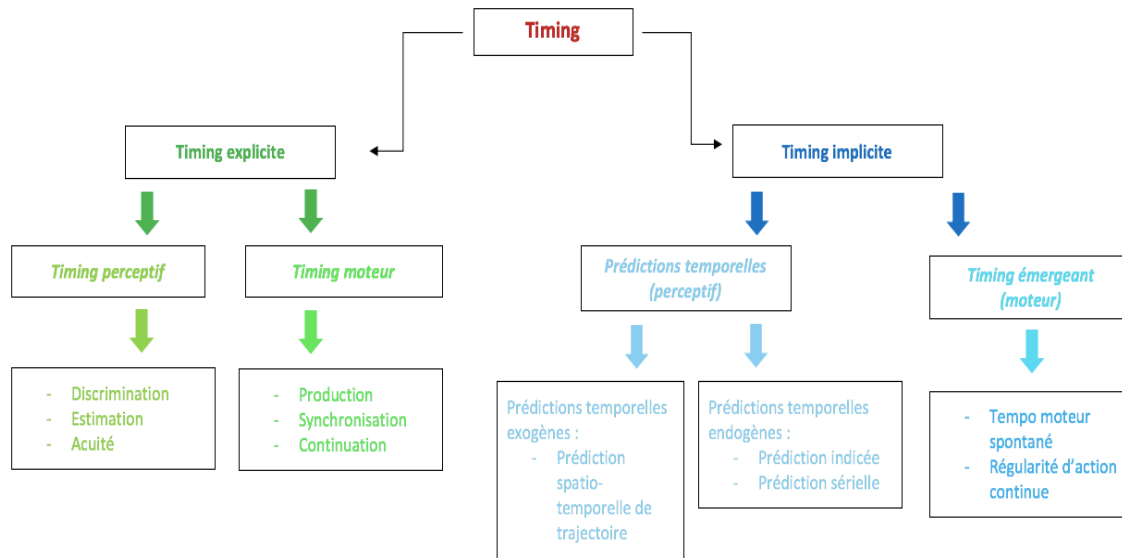 Timing
Timing explicite
Timing implicite
Timing perceptif
Timing moteur
Prédictions temporelles
(perceptif)
Timing émergeant
(moteur)
- Discrimination
- Estimation
- Acuité
- Production
- Synchronisation
- Continuation
Prédictions temporelles
exogènes :
- Prédiction
spatio-
temporelle de
trajectoire
Prédictions temporelles
endogènes :
- Prédiction indicée
- Prédiction sérielle
- Tempo moteur
spontané
- Régularité d'action
continue